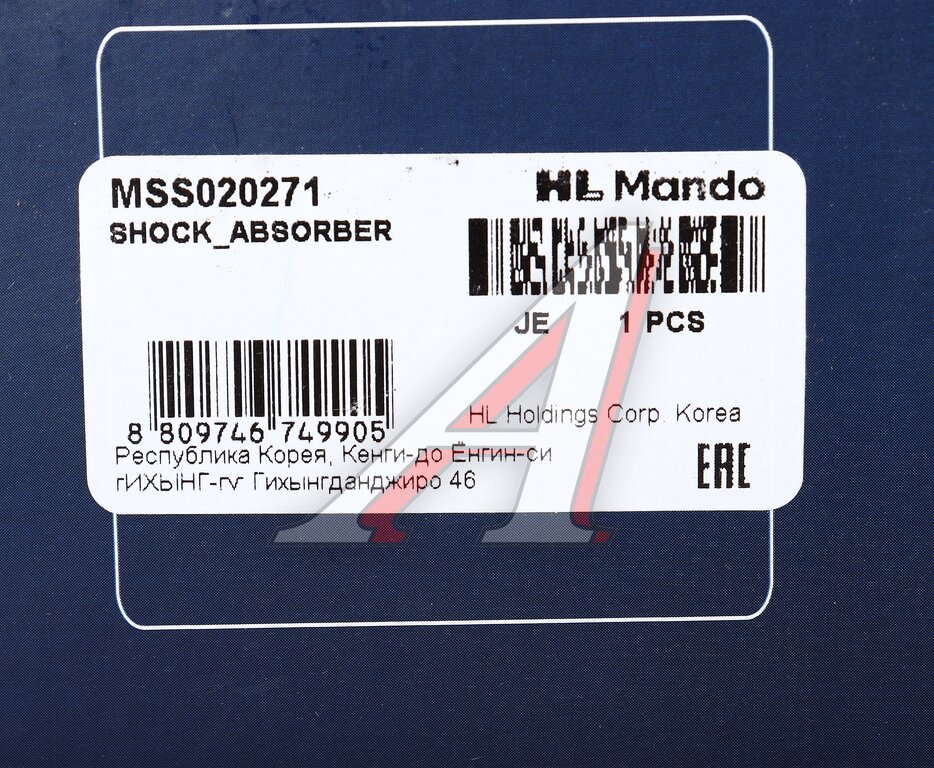 MSS020271
SHOCK_ABSORBER
HL Mando
JE 1 PCS
8 809746 749905
HL Holdings Corp. Korea
Республика Корея, Кенги-до Ёнгин-си
гИХЫНГ-гу Гихынгданджиро 46
EAC